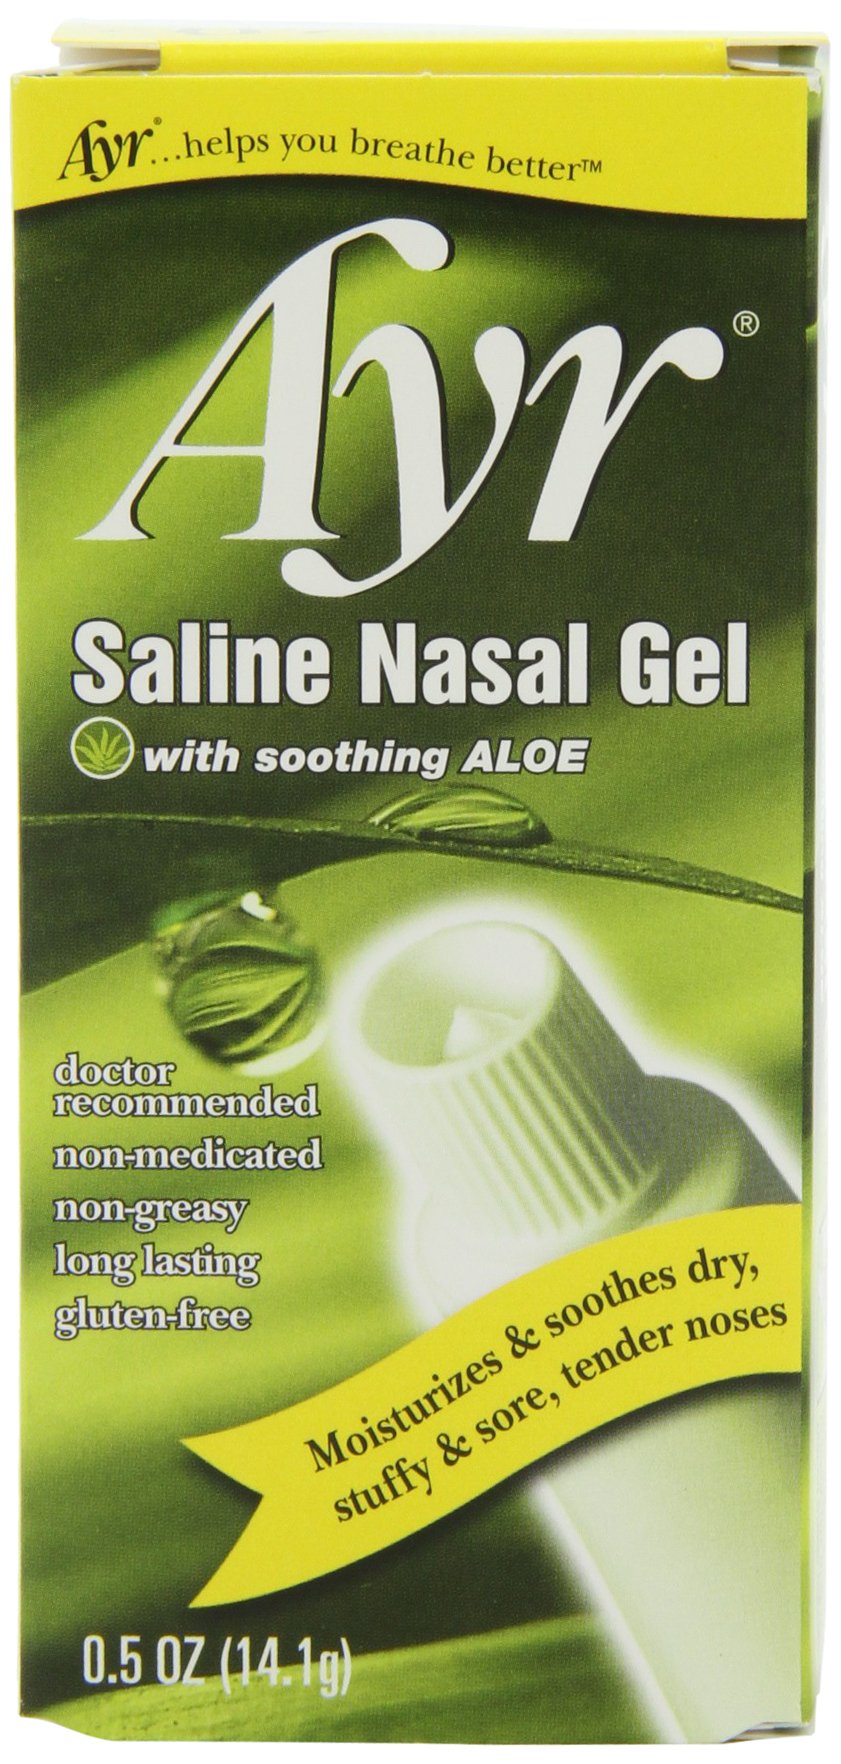 Ayr®...helps you breathe better™
Ayr®
Saline Nasal Gel
with soothing ALOE
doctor
recommended
non-medicated
non-greasy
long lasting
gluten-free
Moisturizes & soothes dry,
stuffy & sore, tender noses
0.5 OZ (14.1g)